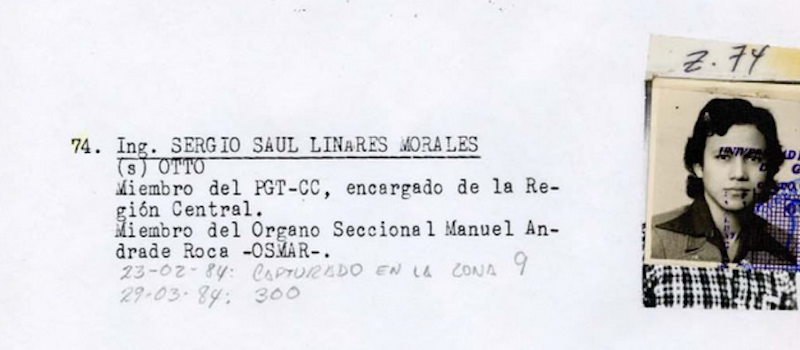 Z. 74
74. Ing. SERGIO SAUL LINARES MORALES
(s) OTTO
Miembro del PGT-CC, encargado de la Re-
gión Central.
Miembro del Organo Seccional Manuel An-
drade Roca -OSMAR-.
23-02-84: CAPTURADO EN LA ZONA 9
29-03-84: 300